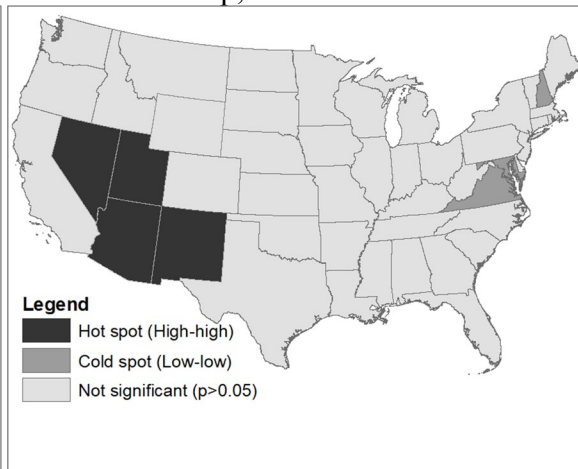 Legend
Hot spot (High-high)
Cold spot (Low-low)
Not significant (p>0.05)